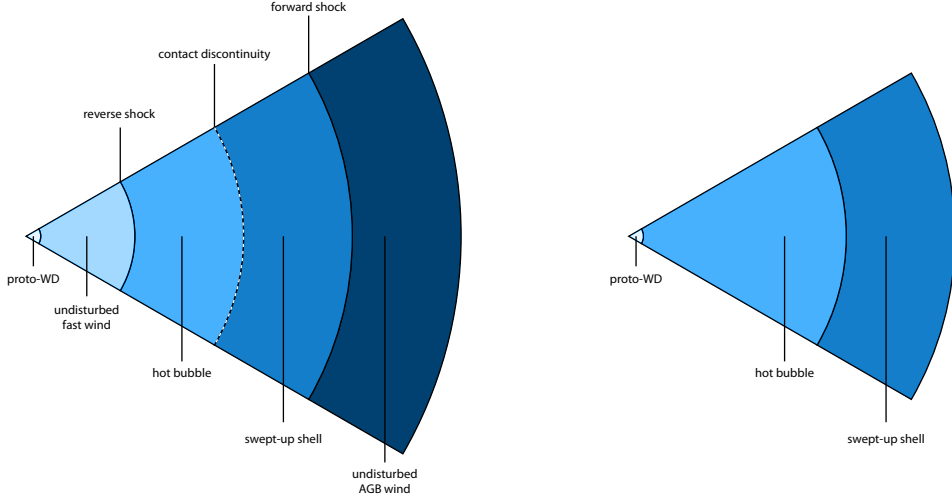 forward shock
contact discontinuity
reverse shock
proto-WD
undisturbed
fast wind
hot bubble
swept-up shell
undisturbed
AGB wind
proto-WD
hot bubble
swept-up shell